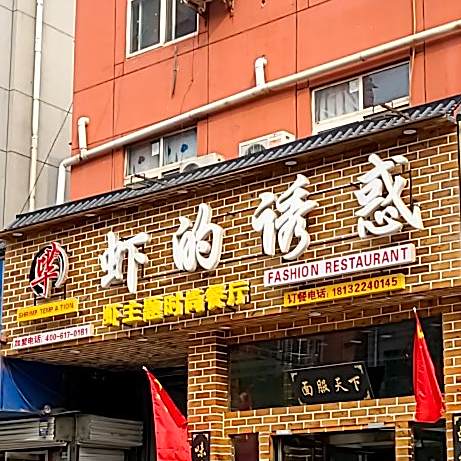 虾的诱惑
SHRIMP TEMPTATION
虾主题时尚餐厅
FASHION RESTAURANT
加盟电话: 400-617-0181
订餐电话: 18132240145
面服天下
味